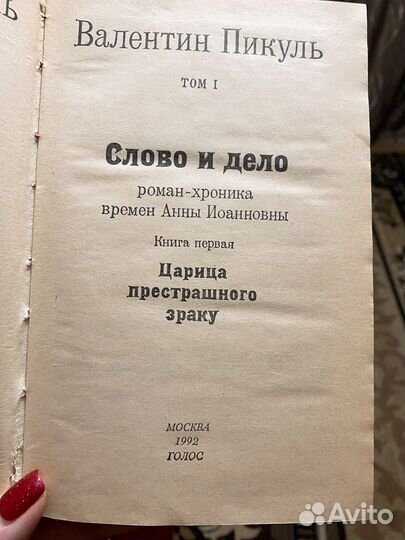 Ь
Валентин Пикуль
ТОМ I
Слово и дело
роман-хроника
времен Анны Иоанновны
Книга первая
Царица
престрашного
зраку
МОСКВА
1992
ГОЛОС
Avito